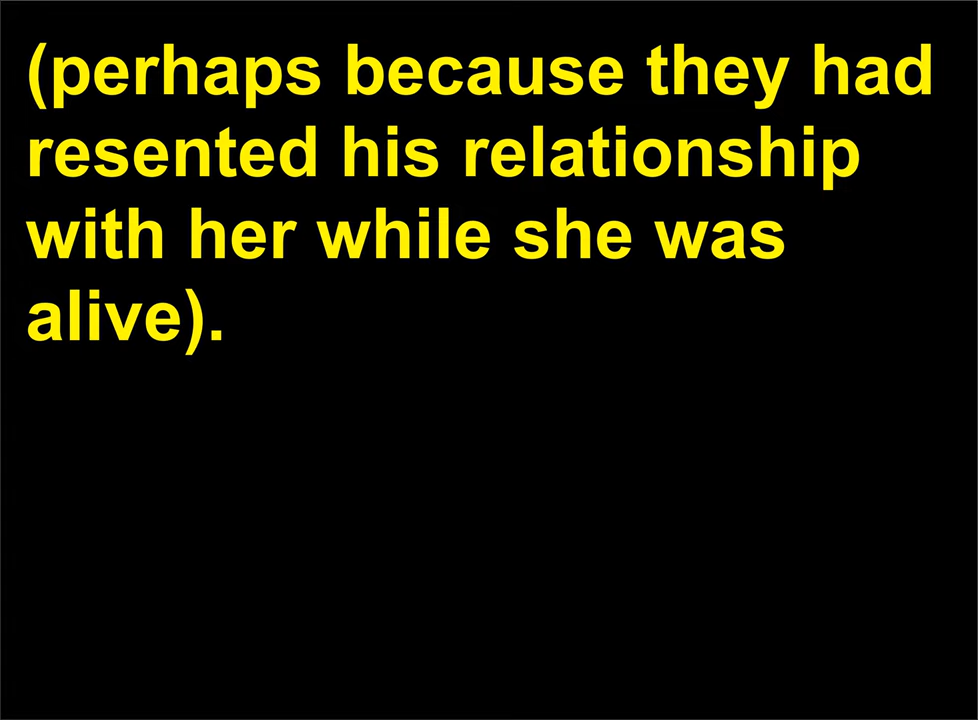 (perhaps because they had
resented his relationship
with her while she was
alive).